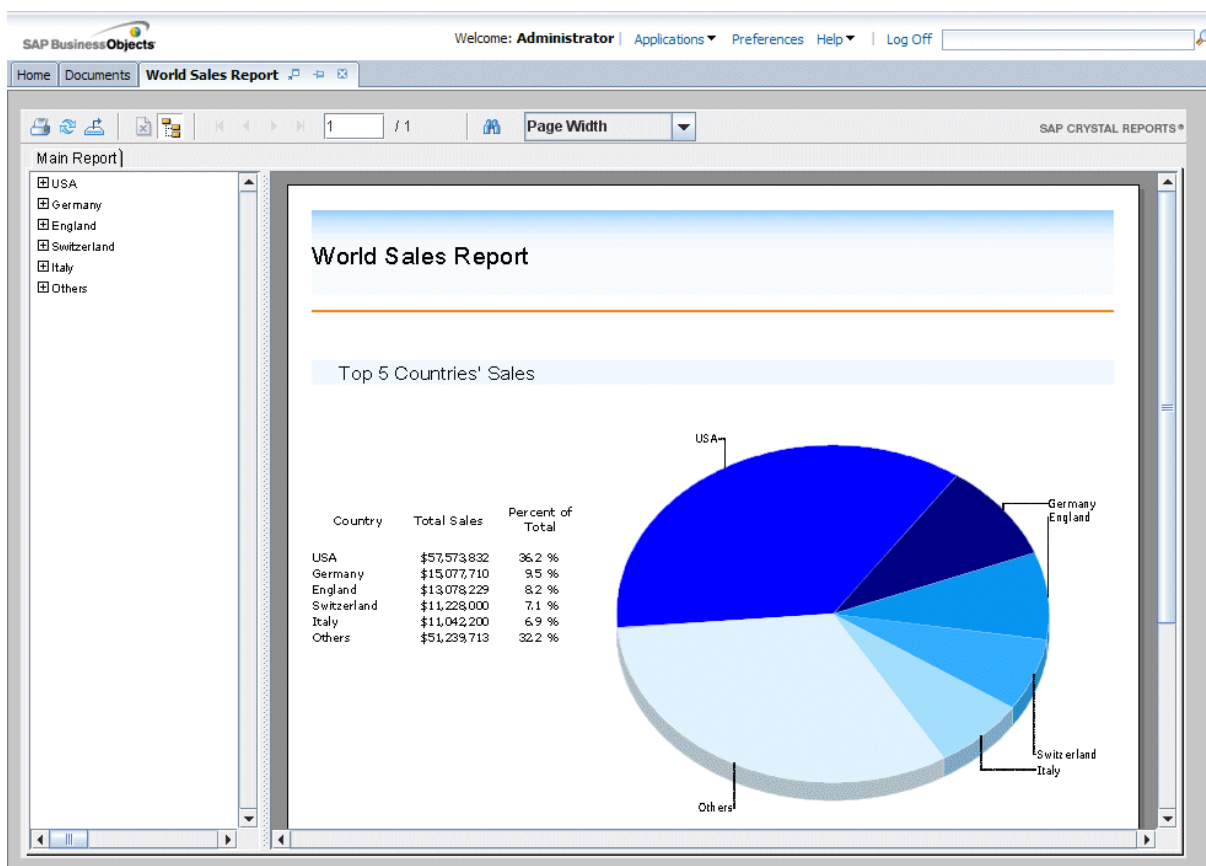 SAP BusinessObjects
Welcome: Administrator | Applications Preferences Help | Log Off
Home Documents World Sales Report
1 / 1 Page Width SAP CRYSTAL REPORTS®
Main Report
USA
Germany
England
Switzerland
Italy
Others
World Sales Report
Top 5 Countries' Sales
Country Total Sales Percent of Total
USA $57,573,832 36.2 %
Germany $15,077,710 9.5 %
England $13,078,229 8.2 %
Switzerland $11,228,000 7.1 %
Italy $11,042,200 6.9 %
Others $51,239,713 32.2 %
USA
Germany
England
Switzerland
Italy
Others